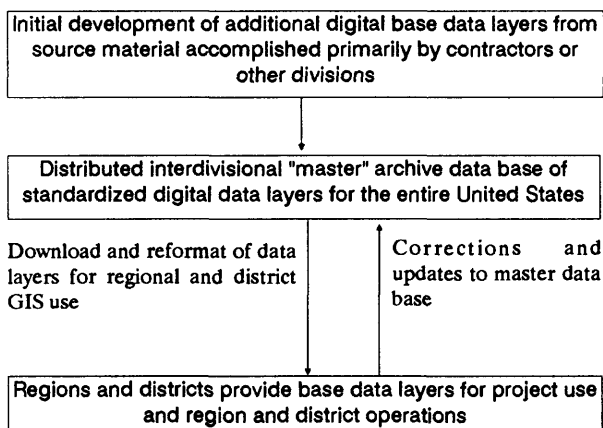 Initial development of additional digital base data layers from
source material accomplished primarily by contractors or
other divisions
Distributed interdivisional "master" archive data base of
standardized digital data layers for the entire United States
Download and reformat of data
layers for regional and district
GIS use
Corrections and
updates to master data
base
Regions and districts provide base data layers for project use
and region and district operations